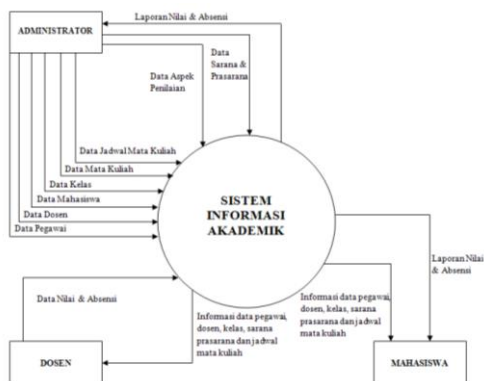 Laporan Nilai & Absensi
ADMINISTRATOR
Data
Sarana &
Prasarana
Data Aspek
Penilaian
Data Jadwal Mata Kuliah
Data Mata Kuliah
Data Kelas
Data Mahasiswa
Data Dosen
Data Pegawai
SISTEM
INFORMASI
AKADEMIK
Laporan Nilai
& Absensi
Data Nilai & Absensi
Informasi data pegawai,
dosen, kelas, sarana
prasarana dan jadwal
mata kuliah
Informasi data pegawai,
dosen, kelas, sarana
prasarana dan jadwal
mata kuliah
DOSEN
MAHASISWA